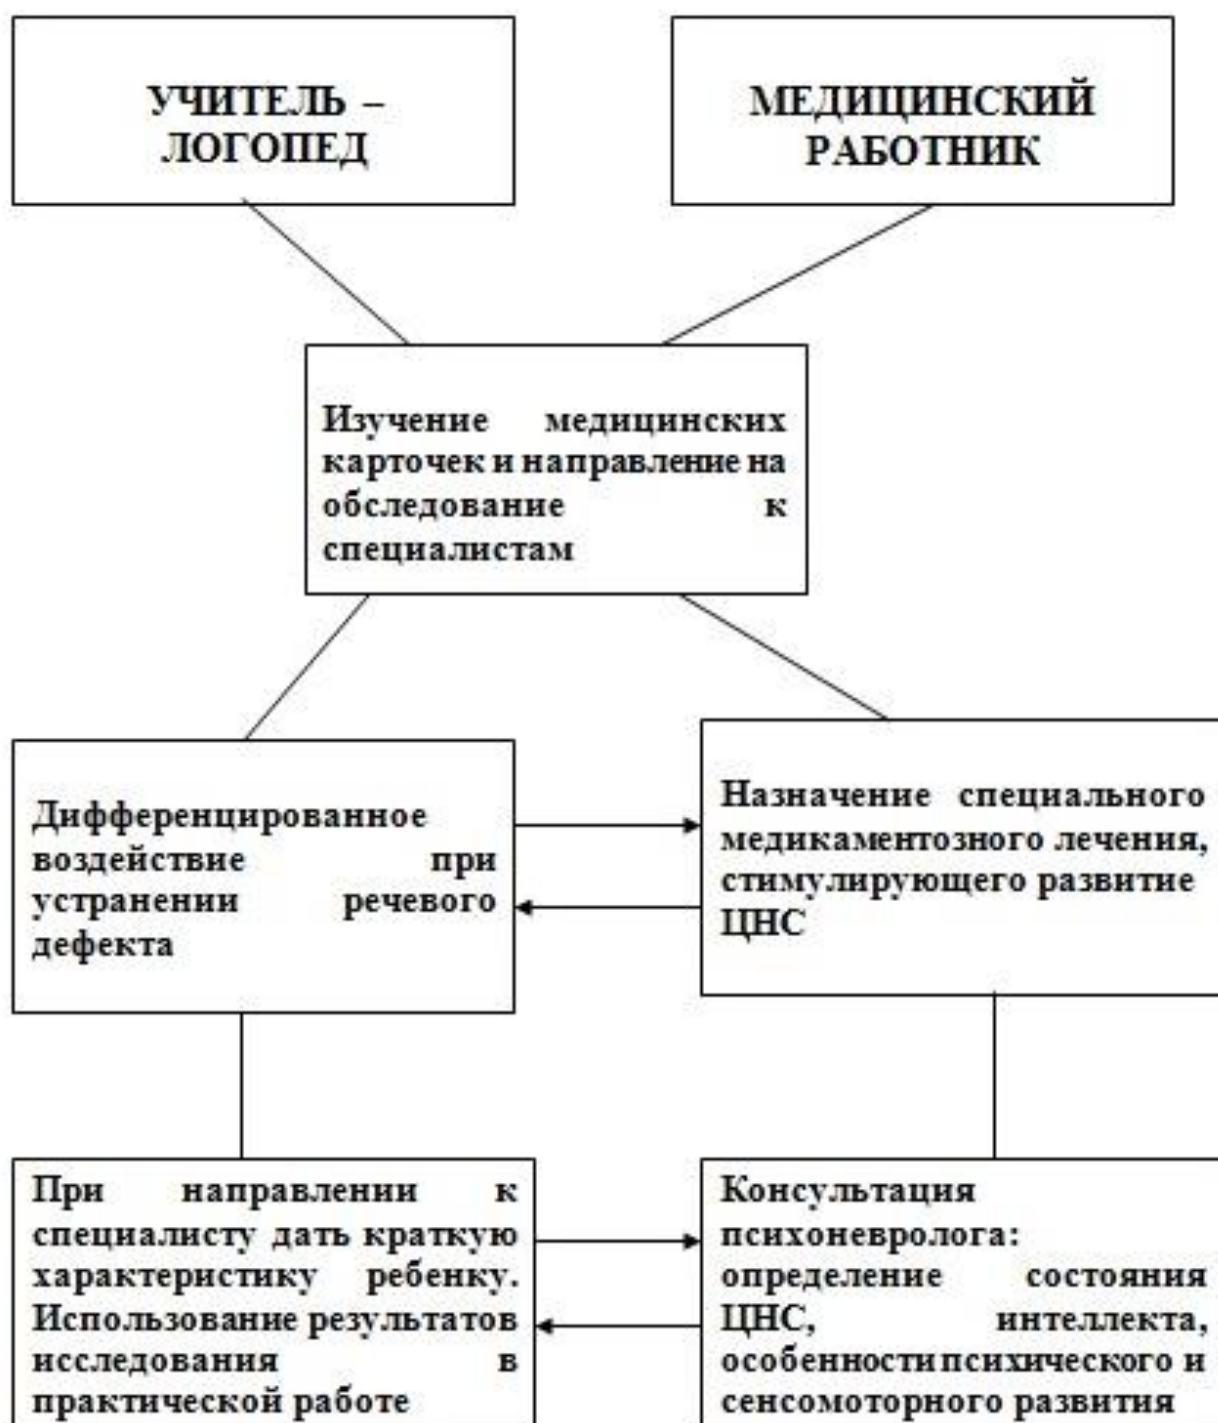 УЧИТЕЛЬ –
ЛОГОПЕД
МЕДИЦИНСКИЙ
РАБОТНИК
Изучение медицинских
карточек и направление на
обследование к
специалистам
Дифференцированное
воздействие при
устранении речевого
дефекта
Назначение специального
медикаментозного лечения,
стимулирующего развитие
ЦНС
При направлении к
специалисту дать краткую
характеристику ребенку.
Использование результатов
исследования в
практической работе
Консультация
психоневролога:
определение состояния
ЦНС, интеллекта,
особенности психического и
сенсомоторного развития